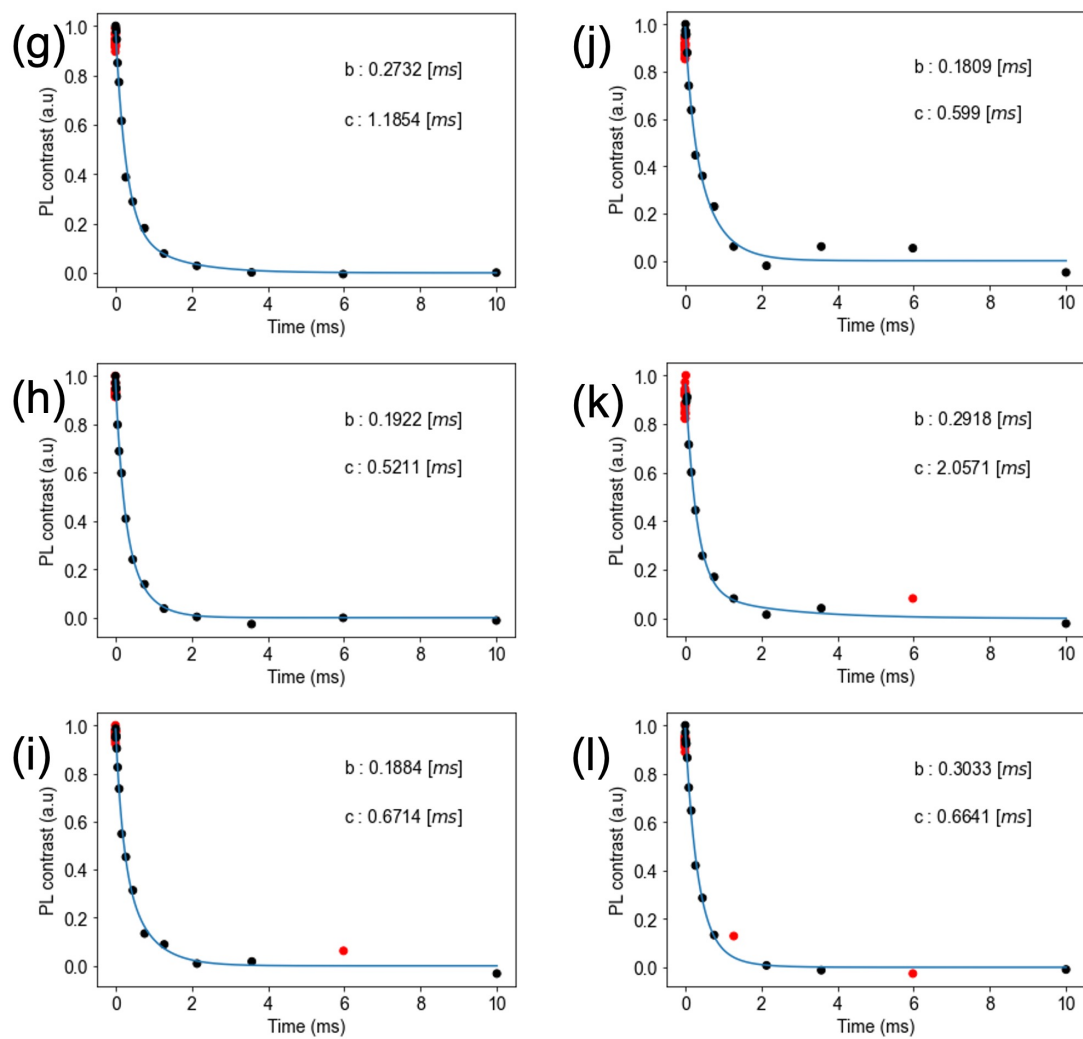 (g)
PL contrast (a.u)
1.0
0.8
0.6
0.4
0.2
0.0
b : 0.2732 [ms]
c : 1.1854 [ms]
0 2 4 6 8 10
Time (ms)
(j)
PL contrast (a.u)
1.0
0.8
0.6
0.4
0.2
0.0
b : 0.1809 [ms]
c : 0.599 [ms]
0 2 4 6 8 10
Time (ms)
(h)
PL contrast (a.u)
1.0
0.8
0.6
0.4
0.2
0.0
b : 0.1922 [ms]
c : 0.5211 [ms]
0 2 4 6 8 10
Time (ms)
(k)
PL contrast (a.u)
1.0
0.8
0.6
0.4
0.2
0.0
b : 0.2918 [ms]
c : 2.0571 [ms]
0 2 4 6 8 10
Time (ms)
(i)
PL contrast (a.u)
1.0
0.8
0.6
0.4
0.2
0.0
b : 0.1884 [ms]
c : 0.6714 [ms]
0 2 4 6 8 10
Time (ms)
(l)
PL contrast (a.u)
1.0
0.8
0.6
0.4
0.2
0.0
b : 0.3033 [ms]
c : 0.6641 [ms]
0 2 4 6 8 10
Time (ms)